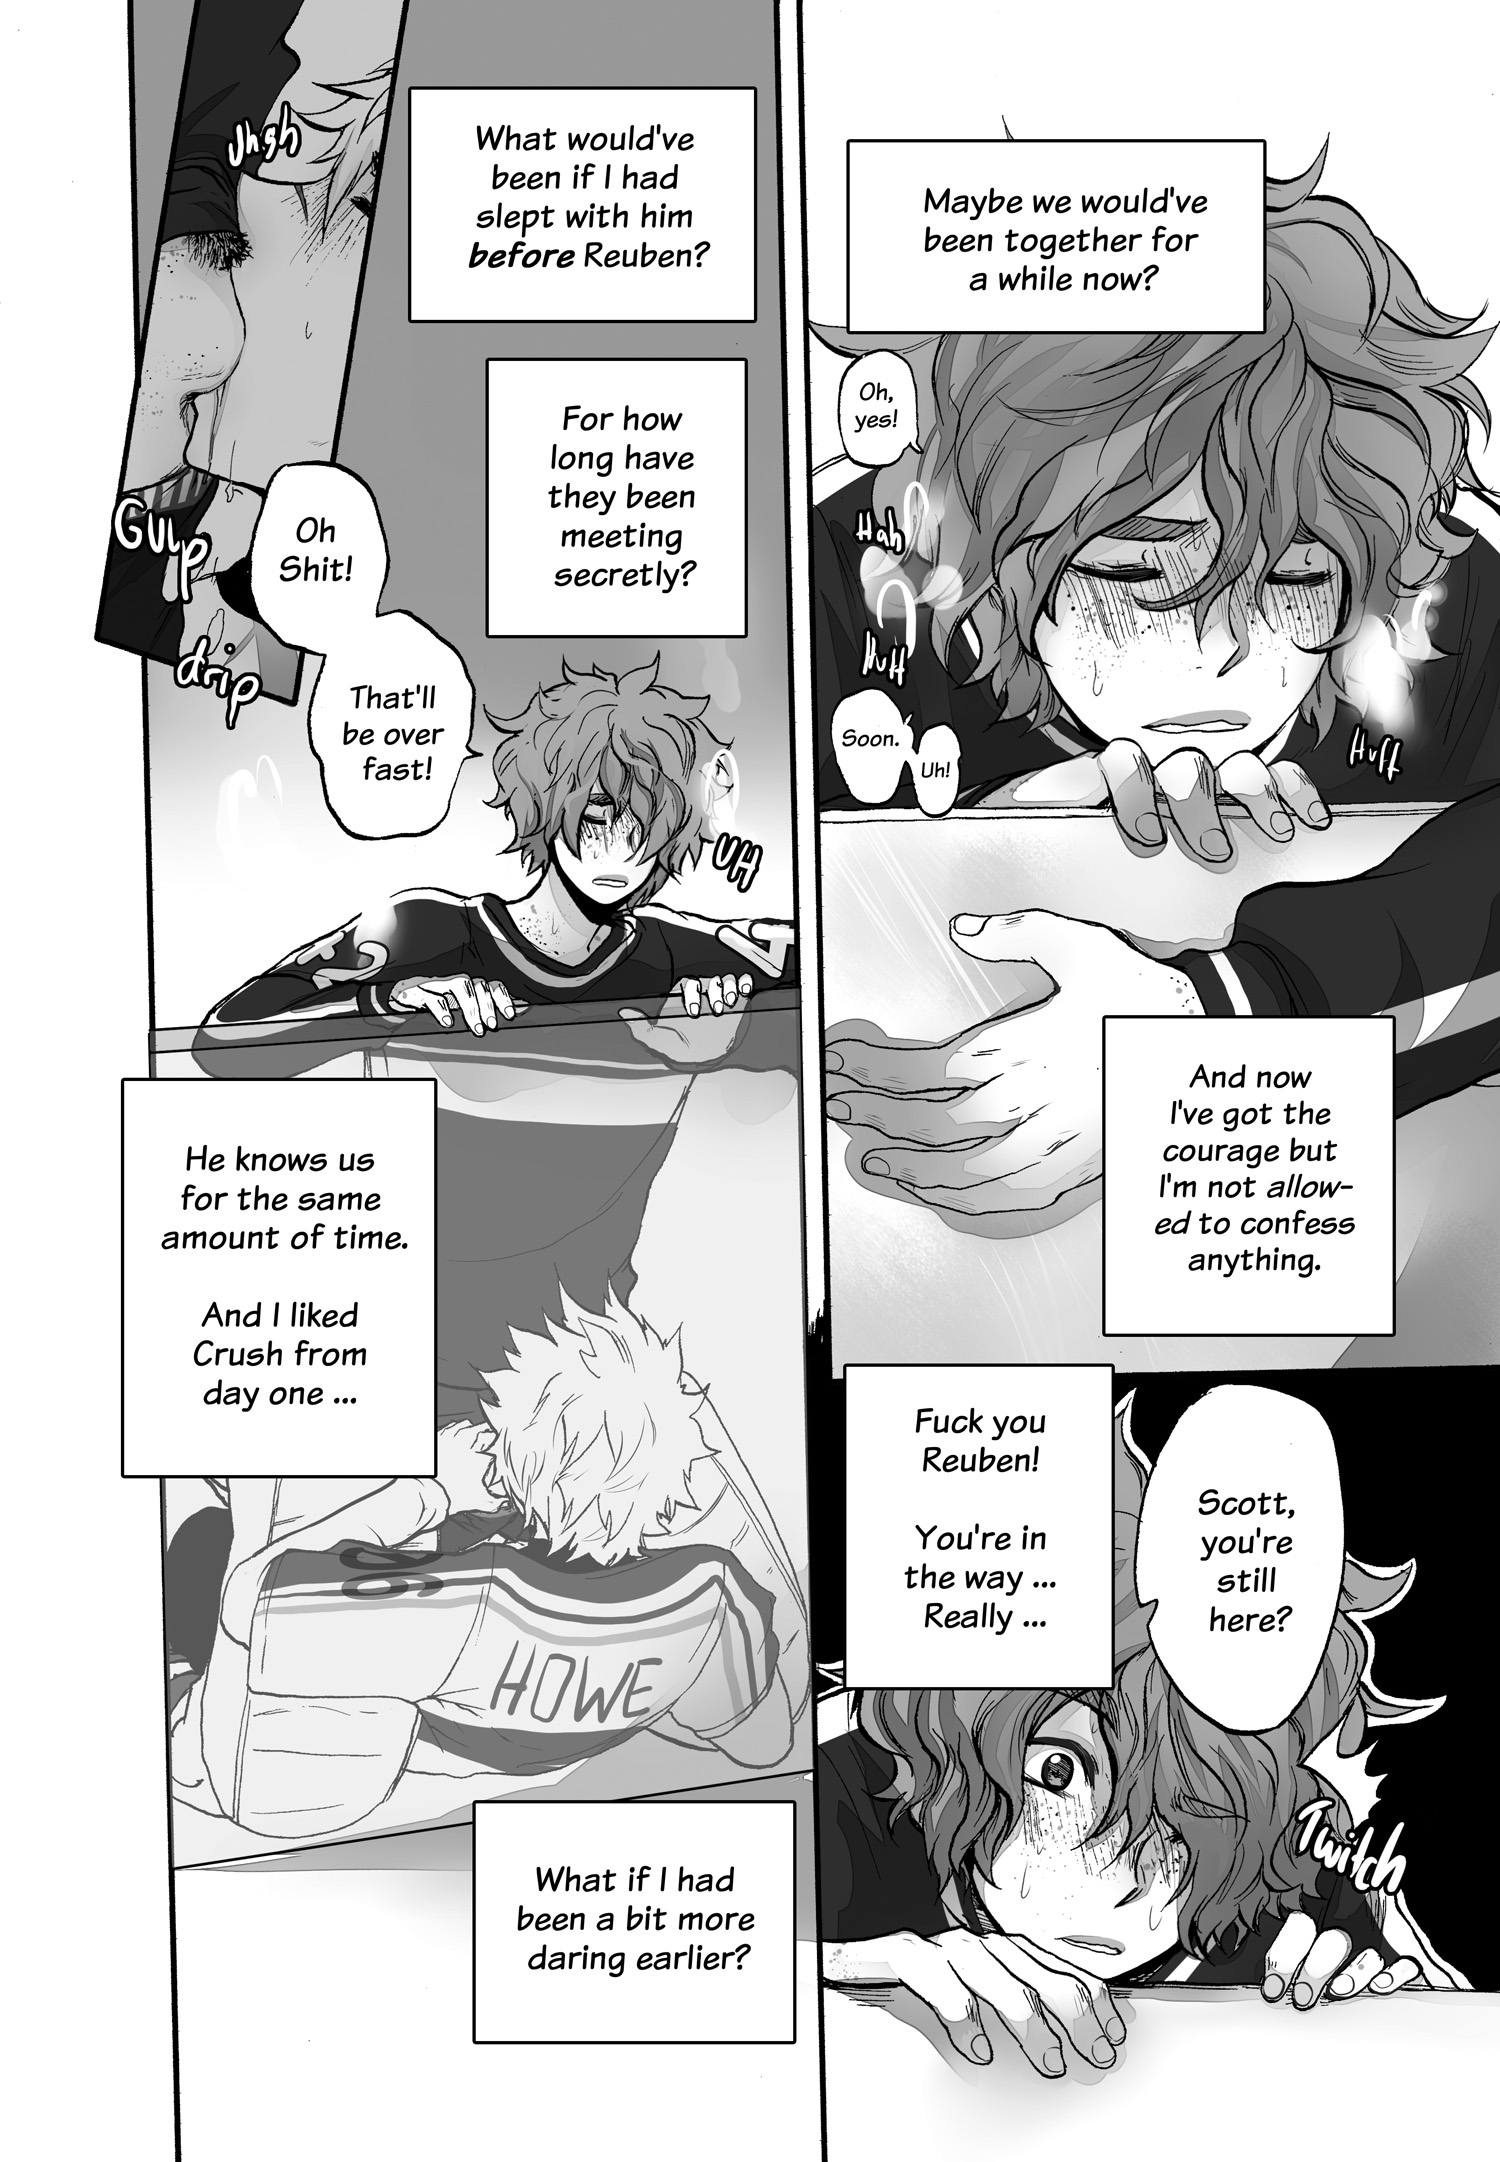 Uhgh
What would've
been if I had
slept with him
before Reuben?
For how
long have
they been
meeting
secretly?
GULP
drip
Oh
Shit!
That'll
be over
fast!
UH
He knows us
for the same
amount of time.
And I liked
Crush from
day one ...
HOWE
What if I had
been a bit more
daring earlier?
Maybe we would've
been together for
a while now?
Oh,
yes!
Hah
Huff
Soon.
Uh!
Huff
And now
I've got the
courage but
I'm not allow-
ed to confess
anything.
Fuck you
Reuben!
You're in
the way ...
Really ...
Scott,
you're
still
here?
Twitch